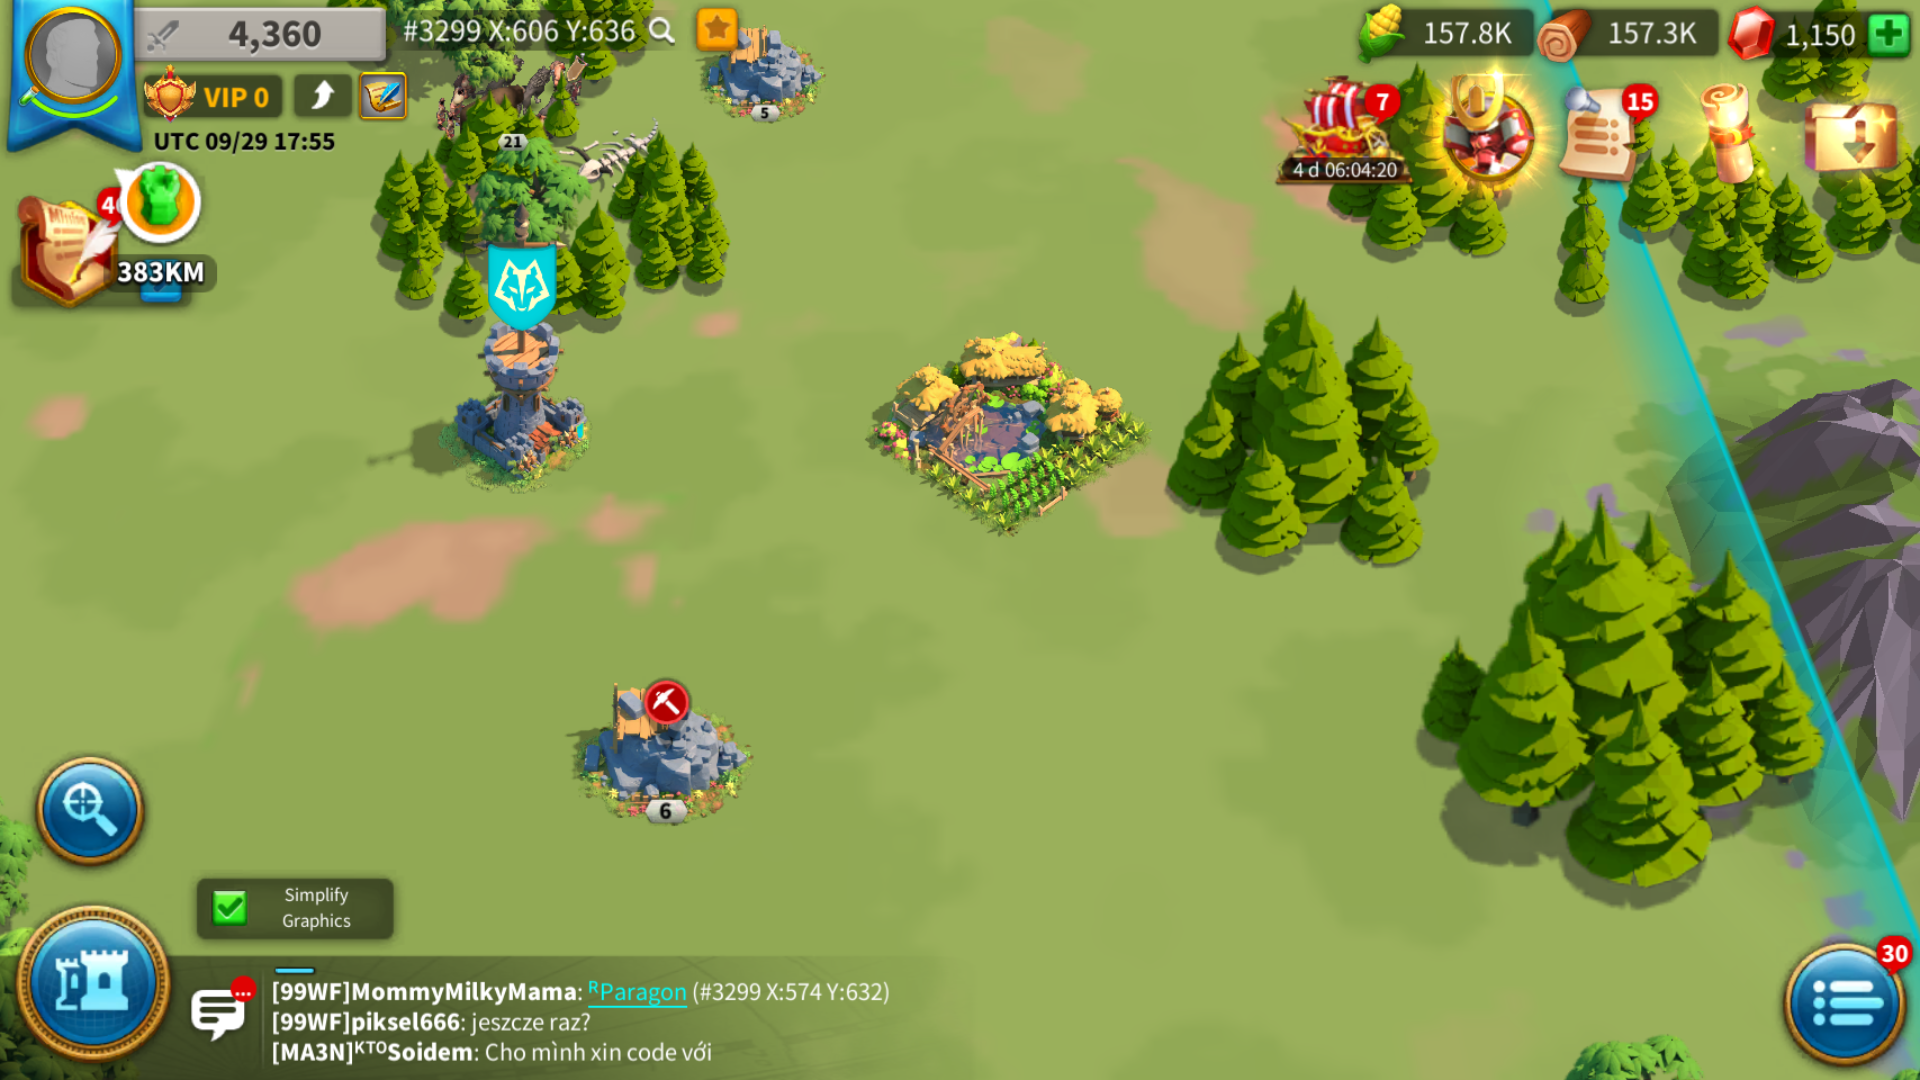 4,360
#3299 X:606 Y:636
157.8K
157.3K
1,150
VIP 0
UTC 09/29 17:55
5
21
7
4 d 06:04:20
15
Mission
383KM
6
Simplify
Graphics
30
[99WF]MommyMilkyMama: ᴿParagon (#3299 X:574 Y:632)
[99WF]piksel666: jeszcze raz?
[MA3N]ᴷᵀᴼSoidem: Cho mình xin code với